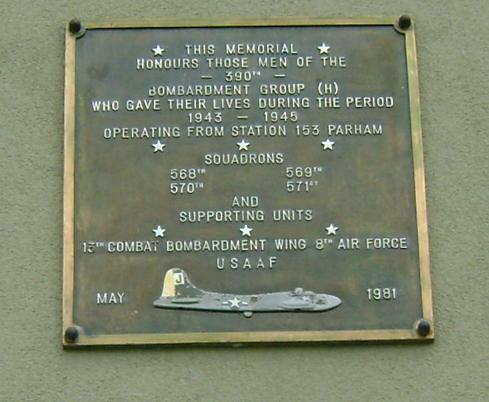 THIS MEMORIAL
HONOURS THOSE MEN OF THE
— 390TH —
BOMBARDMENT GROUP (H)
WHO GAVE THEIR LIVES DURING THE PERIOD
1943 — 1945
OPERATING FROM STATION 153 PARHAM
SQUADRONS
568TH 569TH
570TH 571ST
AND
SUPPORTING UNITS
13TH COMBAT BOMBARDMENT WING 8TH AIR FORCE
USAAF
J
MAY 1981